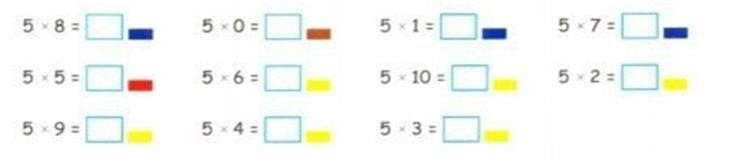 5 × 8 = 5 × 0 = 5 × 1 = 5 × 7 =
5 × 5 = 5 × 6 = 5 × 10 = 5 × 2 =
5 × 9 = 5 × 4 = 5 × 3 =